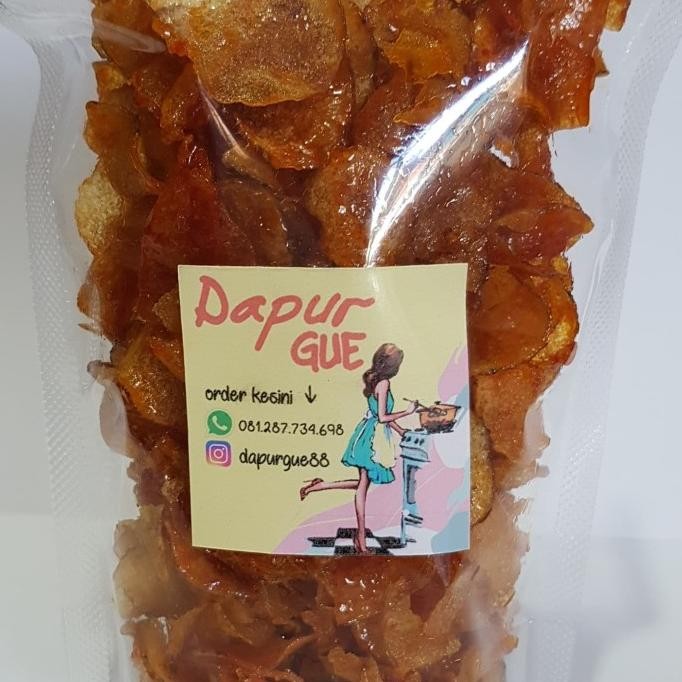 Dapur
GUE
order kesini ↓
081.287.734.698
dapurgue88